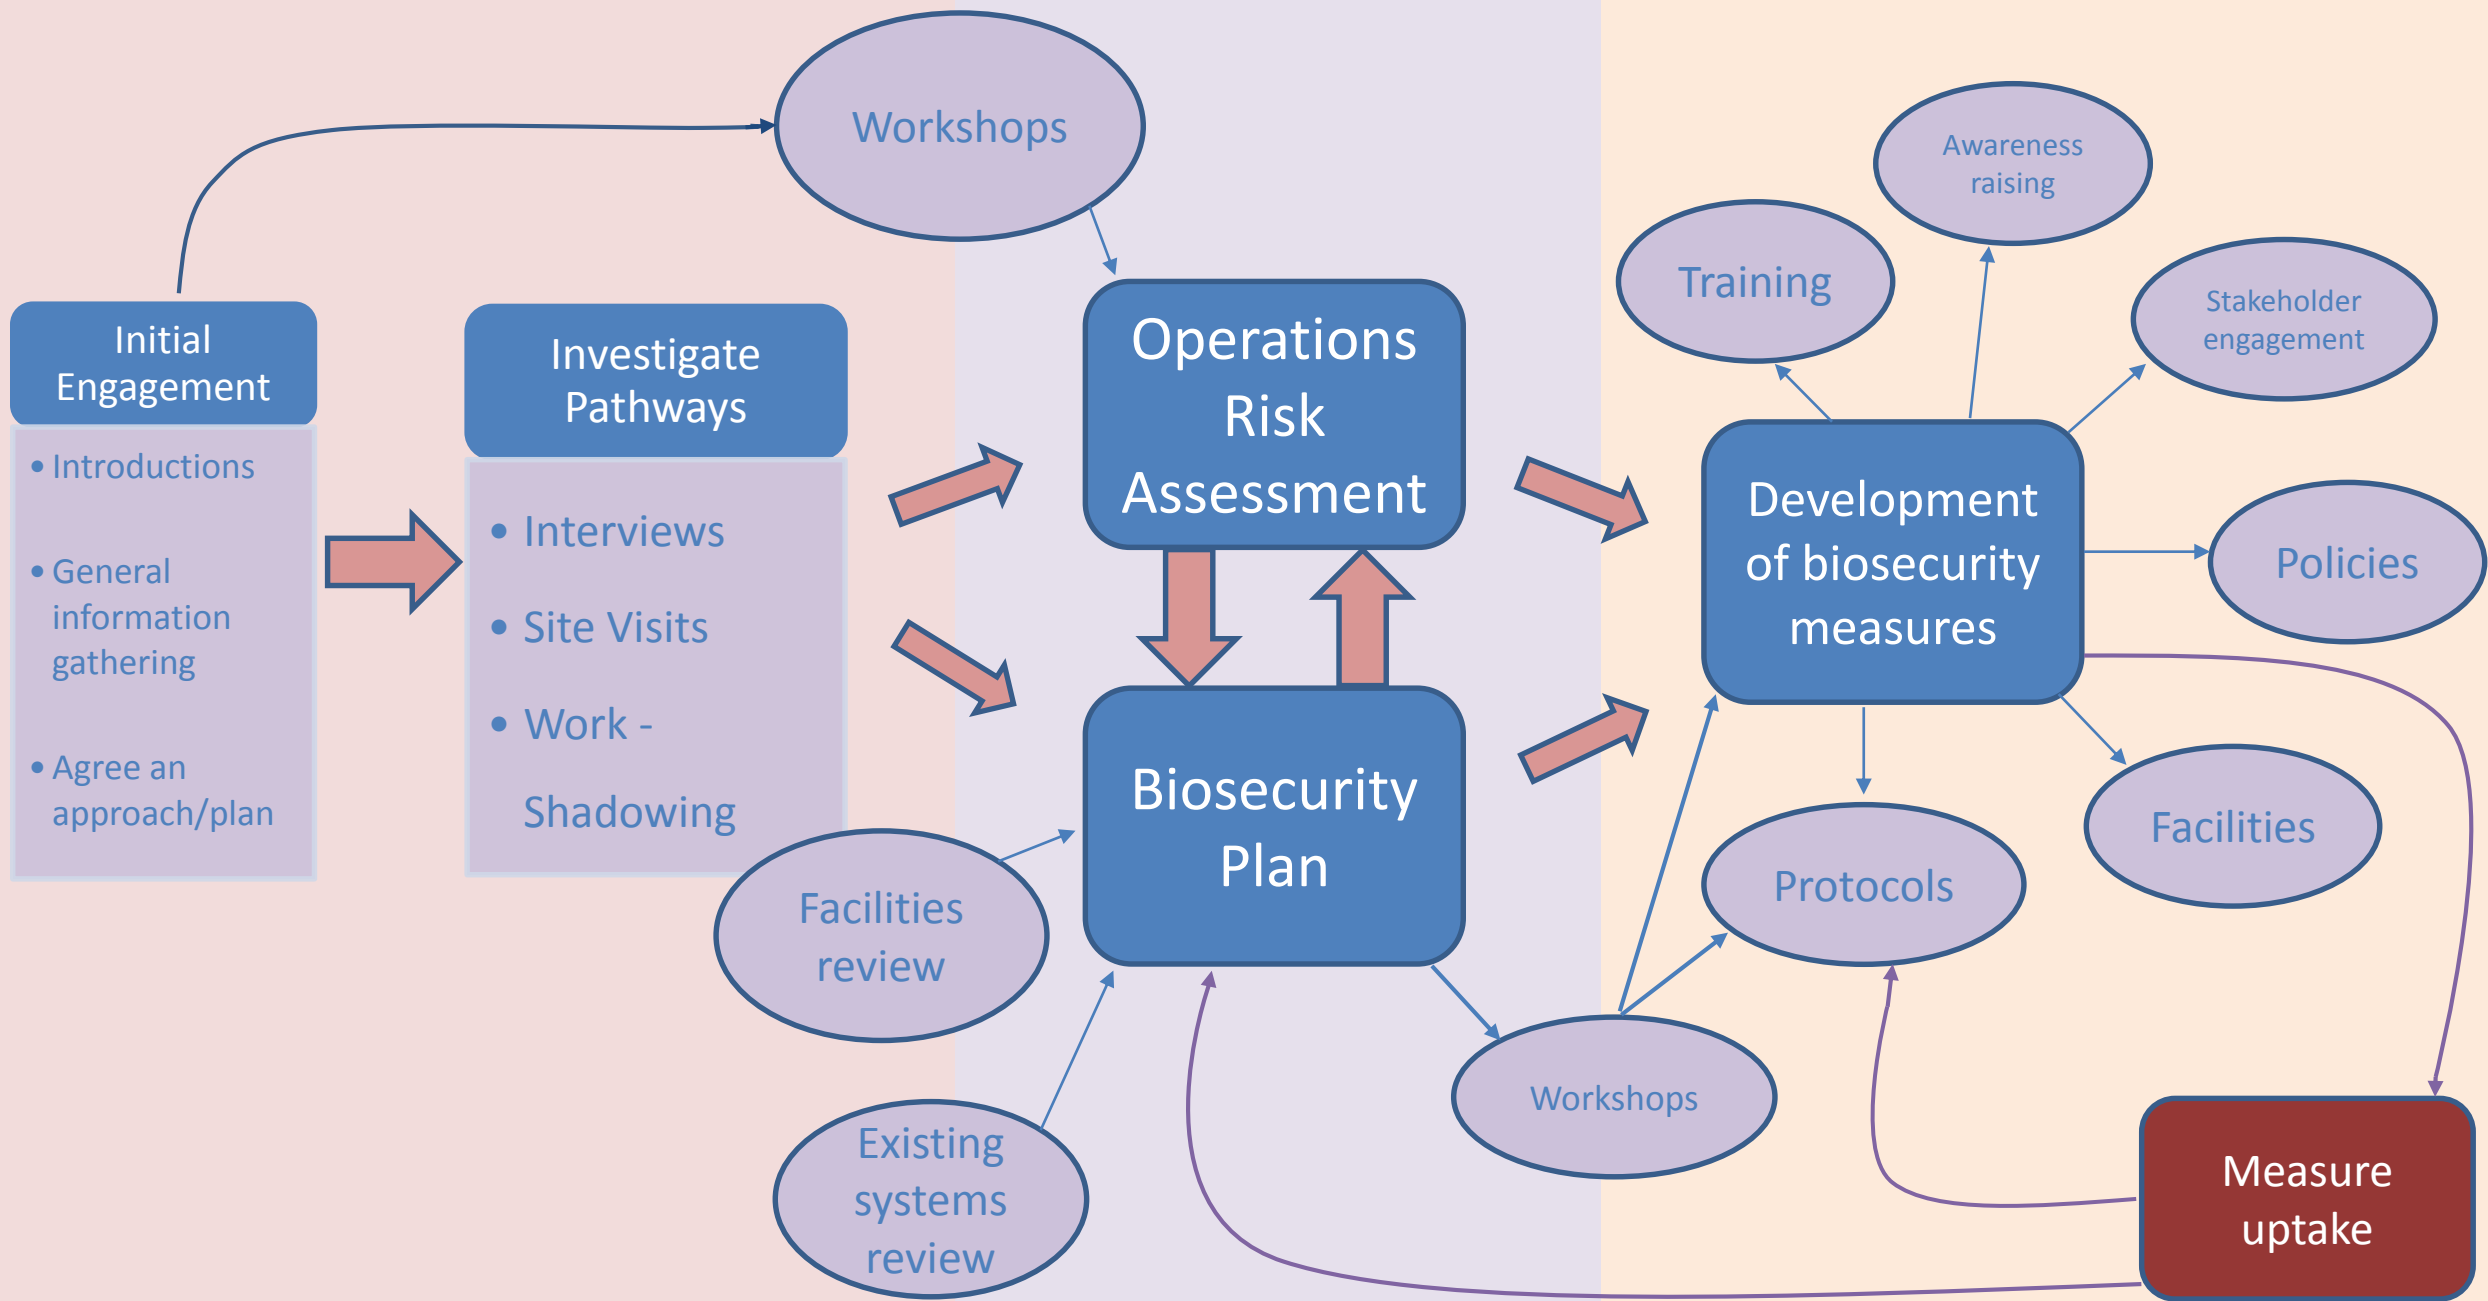 Workshops
Initial
Engagement
• Introductions
• General
information
gathering
• Agree an
approach/plan
Investigate
Pathways
• Interviews
• Site Visits
• Work -
Shadowing
Facilities
review
Existing
systems
review
Operations
Risk
Assessment
Biosecurity
Plan
Workshops
Training
Awareness
raising
Stakeholder
engagement
Development
of biosecurity
measures
Policies
Facilities
Protocols
Measure
uptake